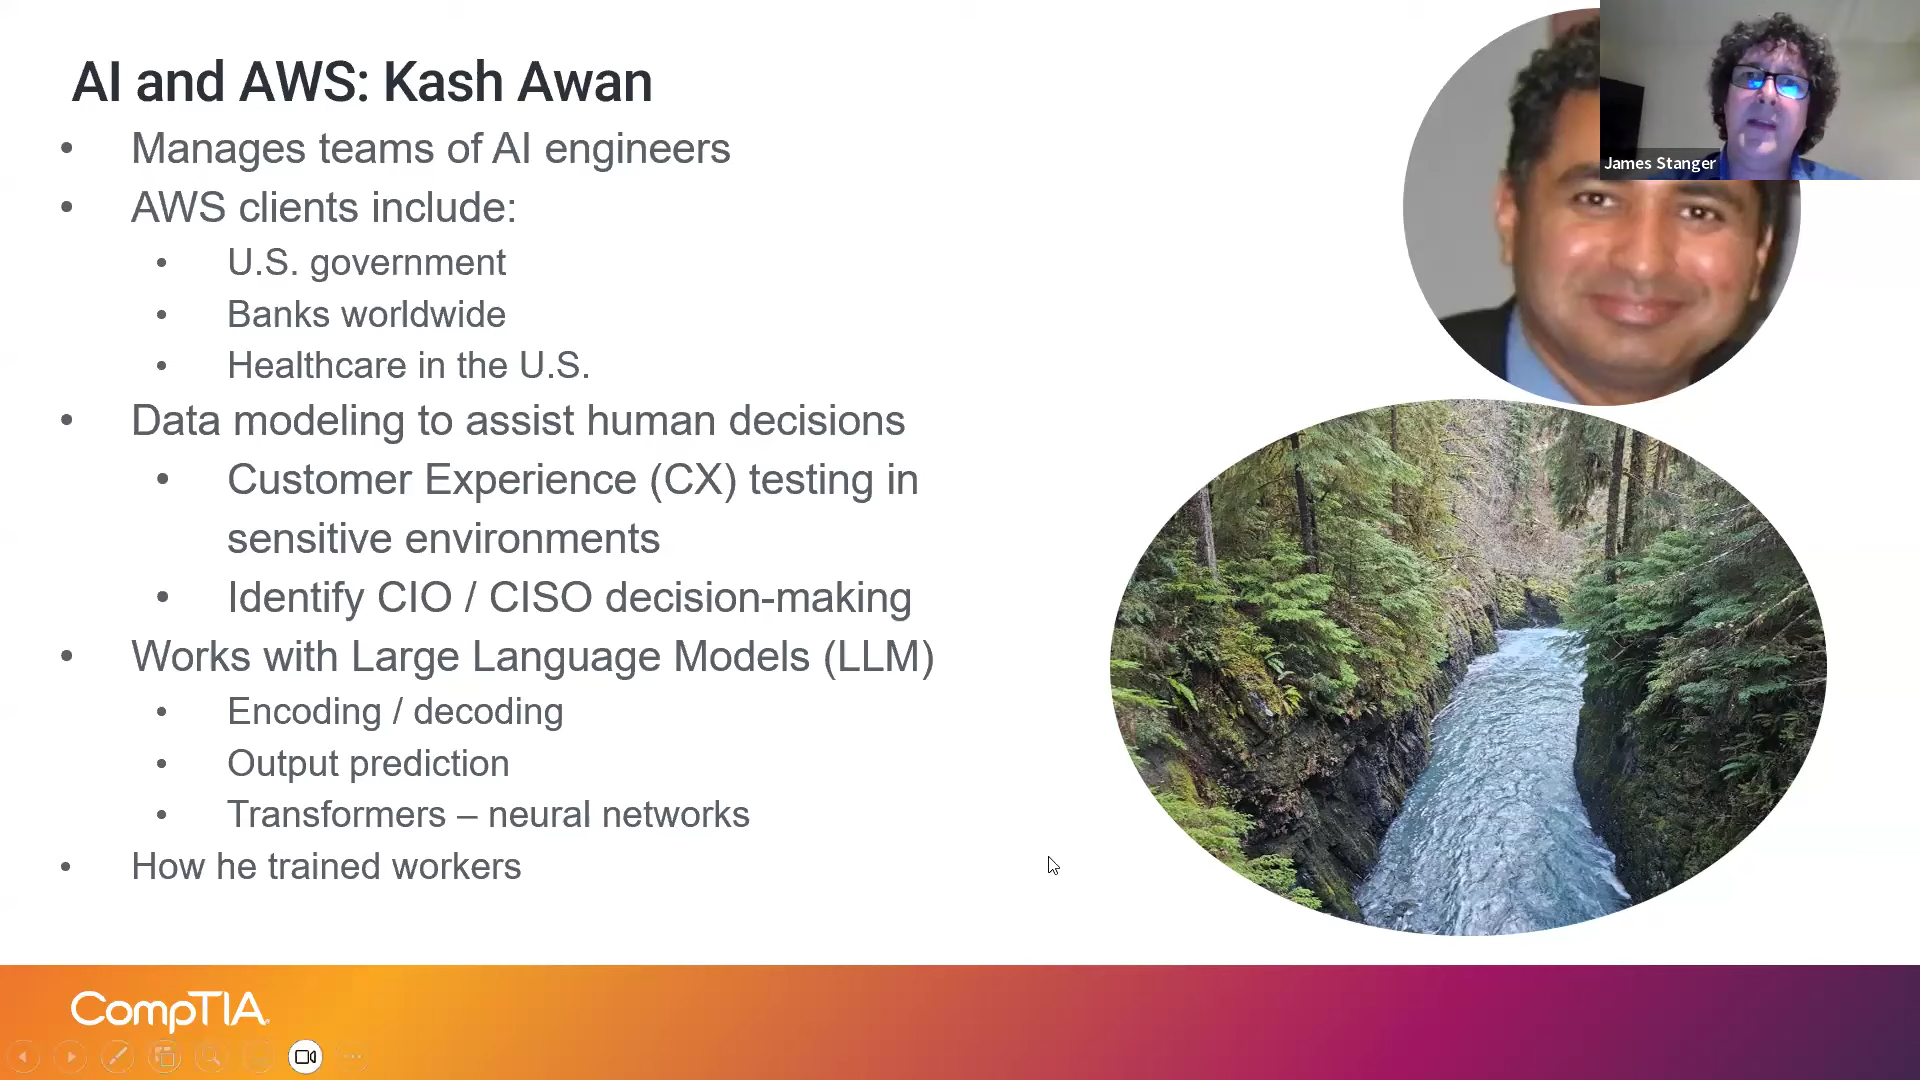 AI and AWS: Kash Awan
• Manages teams of AI engineers
• AWS clients include:
• U.S. government
• Banks worldwide
• Healthcare in the U.S.
• Data modeling to assist human decisions
• Customer Experience (CX) testing in
sensitive environments
• Identify CIO / CISO decision-making
• Works with Large Language Models (LLM)
• Encoding / decoding
• Output prediction
• Transformers – neural networks
• How he trained workers
James Stanger
CompTIA